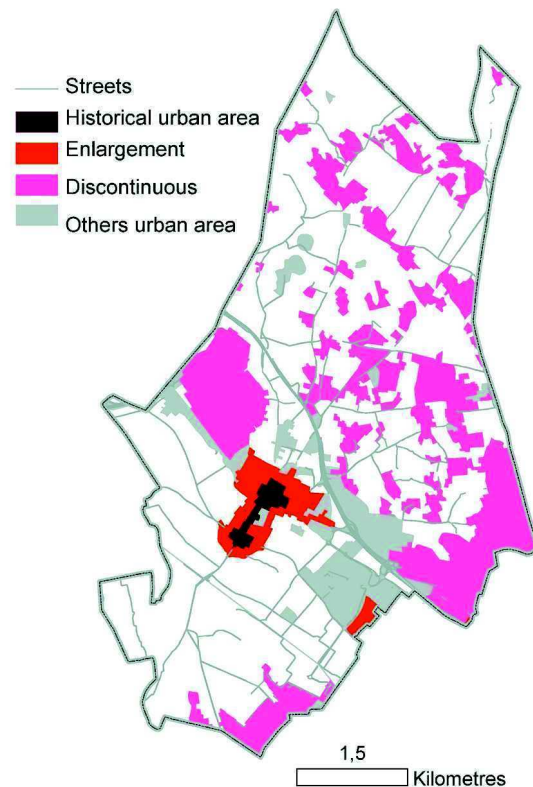 Streets
Historical urban area
Enlargement
Discontinuous
Others urban area
1,5
Kilometres